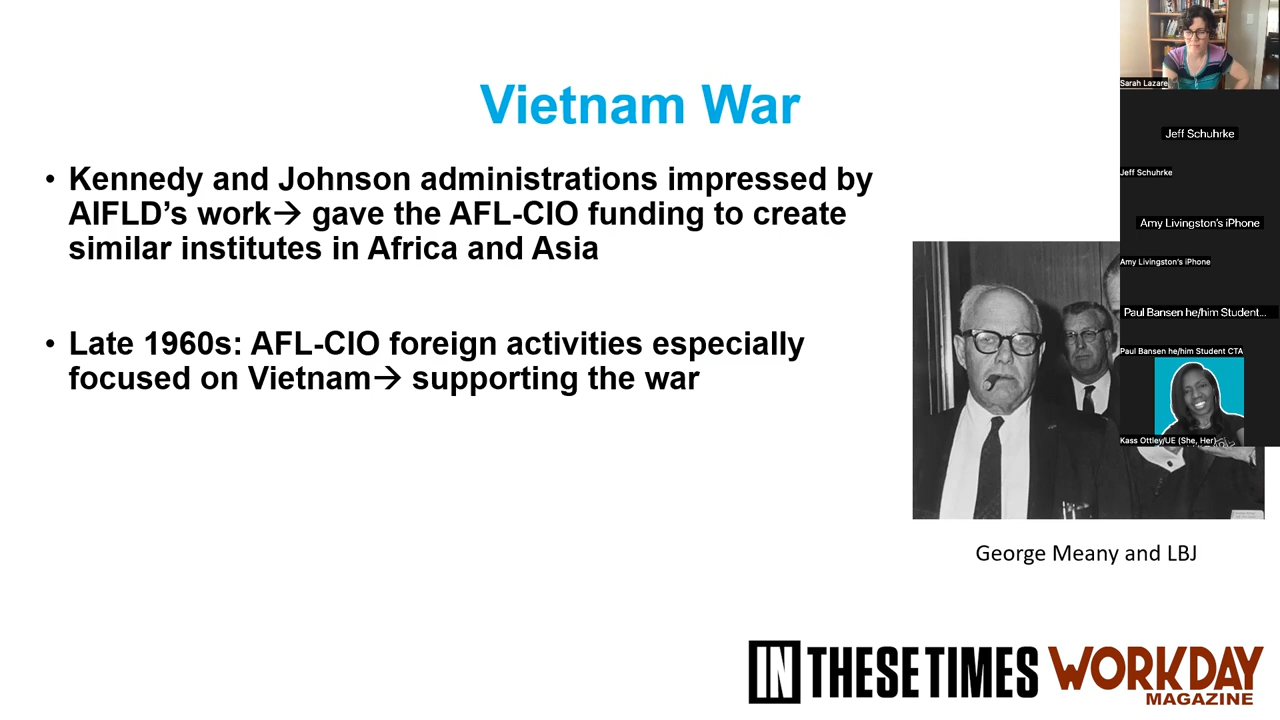 Vietnam War
• Kennedy and Johnson administrations impressed by
AIFLD’s work→ gave the AFL-CIO funding to create
similar institutes in Africa and Asia
• Late 1960s: AFL-CIO foreign activities especially
focused on Vietnam→ supporting the war
George Meany and LBJ
IN THESE TIMES
WORKDAY
MAGAZINE
Sarah Lazare
Jeff Schuhrke
Jeff Schuhrke
Amy Livingston’s iPhone
Amy Livingston’s iPhone
Paul Bansen he/him Student...
Paul Bansen he/him Student CTA
Kass Ottley/UE (She, Her)